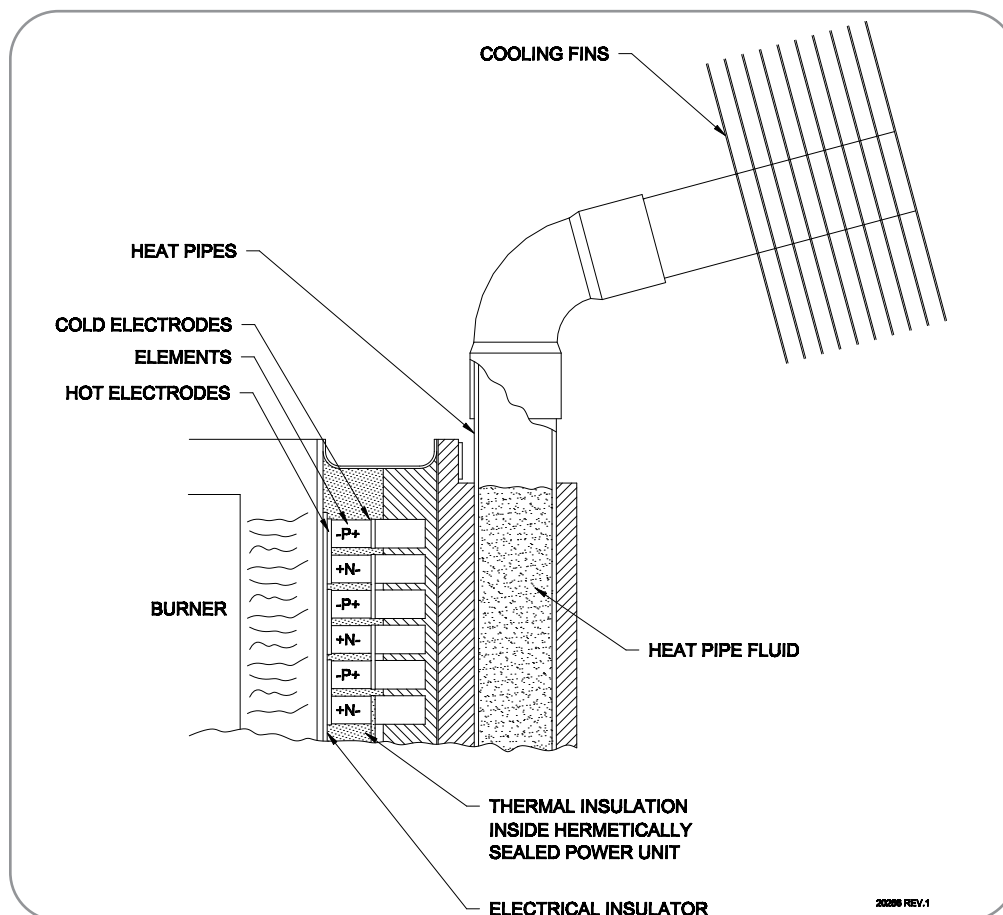 COOLING FINS
HEAT PIPES
COLD ELECTRODES
ELEMENTS
HOT ELECTRODES
-P+
+N-
-P+
BURNER
+N-
-P+
+N-
HEAT PIPE FLUID
THERMAL INSULATION
INSIDE HERMETICALLY
SEALED POWER UNIT
ELECTRICAL INSULATOR
20286 REV.1